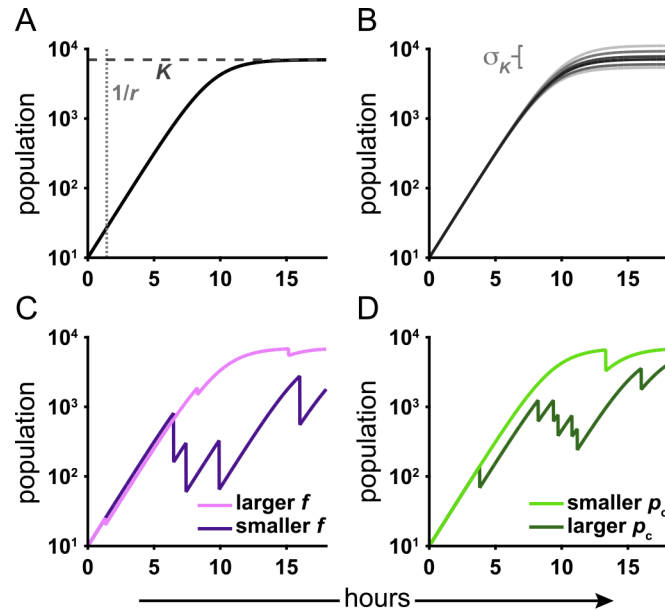 A
population
10⁴
10³
10²
10¹
K
1/r
0 5 10 15
B
population
10⁴
10³
10²
10¹
σK
0 5 10 15
C
population
10⁴
10³
10²
10¹
larger f
smaller f
0 5 10 15
D
population
10⁴
10³
10²
10¹
smaller pc
larger pc
0 5 10 15
hours